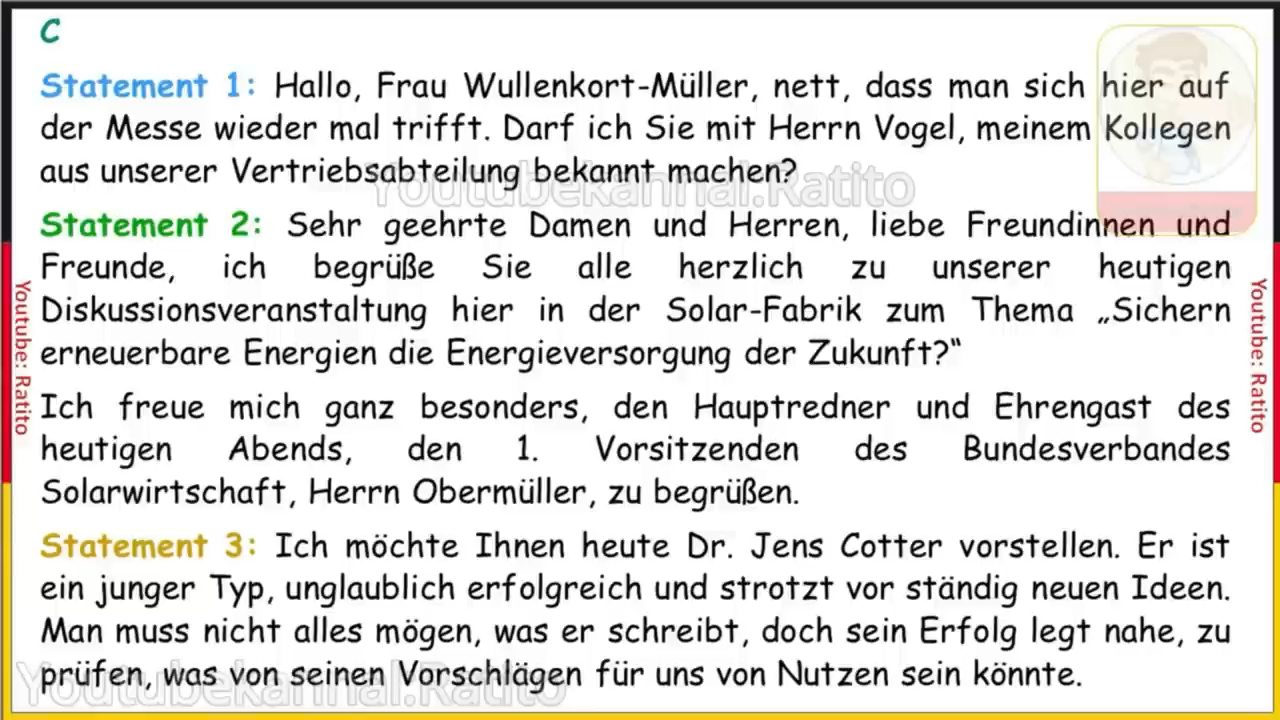 C
Statement 1: Hallo, Frau Wullenkort-Müller, nett, dass man sich hier auf
der Messe wieder mal trifft. Darf ich Sie mit Herrn Vogel, meinem Kollegen
aus unserer Vertriebsabteilung bekannt machen?
Youtubekannal.Ratito
Statement 2: Sehr geehrte Damen und Herren, liebe Freundinnen und
Freunde, ich begrüße Sie alle herzlich zu unserer heutigen
Diskussionsveranstaltung hier in der Solar-Fabrik zum Thema „Sichern
erneuerbare Energien die Energieversorgung der Zukunft?“
Ich freue mich ganz besonders, den Hauptredner und Ehrengast des
heutigen Abends, den 1. Vorsitzenden des Bundesverbandes
Solarwirtschaft, Herrn Obermüller, zu begrüßen.
Statement 3: Ich möchte Ihnen heute Dr. Jens Cotter vorstellen. Er ist
ein junger Typ, unglaublich erfolgreich und strotzt vor ständig neuen Ideen.
Man muss nicht alles mögen, was er schreibt, doch sein Erfolg legt nahe, zu
prüfen, was von seinen Vorschlägen für uns von Nutzen sein könnte.
Youtubekannal.Ratito
Youtube: Ratito
Youtube: Ratito